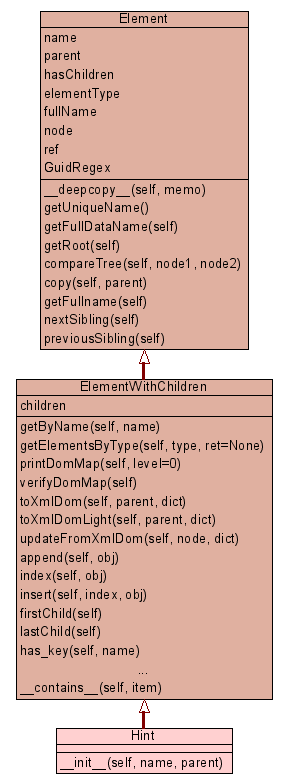 Element
name
parent
hasChildren
elementType
fullName
node
ref
GuidRegex
__deepcopy__(self, memo)
getUniqueName()
getFullDataName(self)
getRoot(self)
compareTree(self, node1, node2)
copy(self, parent)
getFullname(self)
nextSibling(self)
previousSibling(self)
ElementWithChildren
children
getByName(self, name)
getElementsByType(self, type, ret=None)
printDomMap(self, level=0)
verifyDomMap(self)
toXmlDom(self, parent, dict)
toXmlDomLight(self, parent, dict)
updateFromXmlDom(self, node, dict)
append(self, obj)
index(self, obj)
insert(self, index, obj)
firstChild(self)
lastChild(self)
has_key(self, name)
...
__contains__(self, item)
Hint
__init__(self, name, parent)